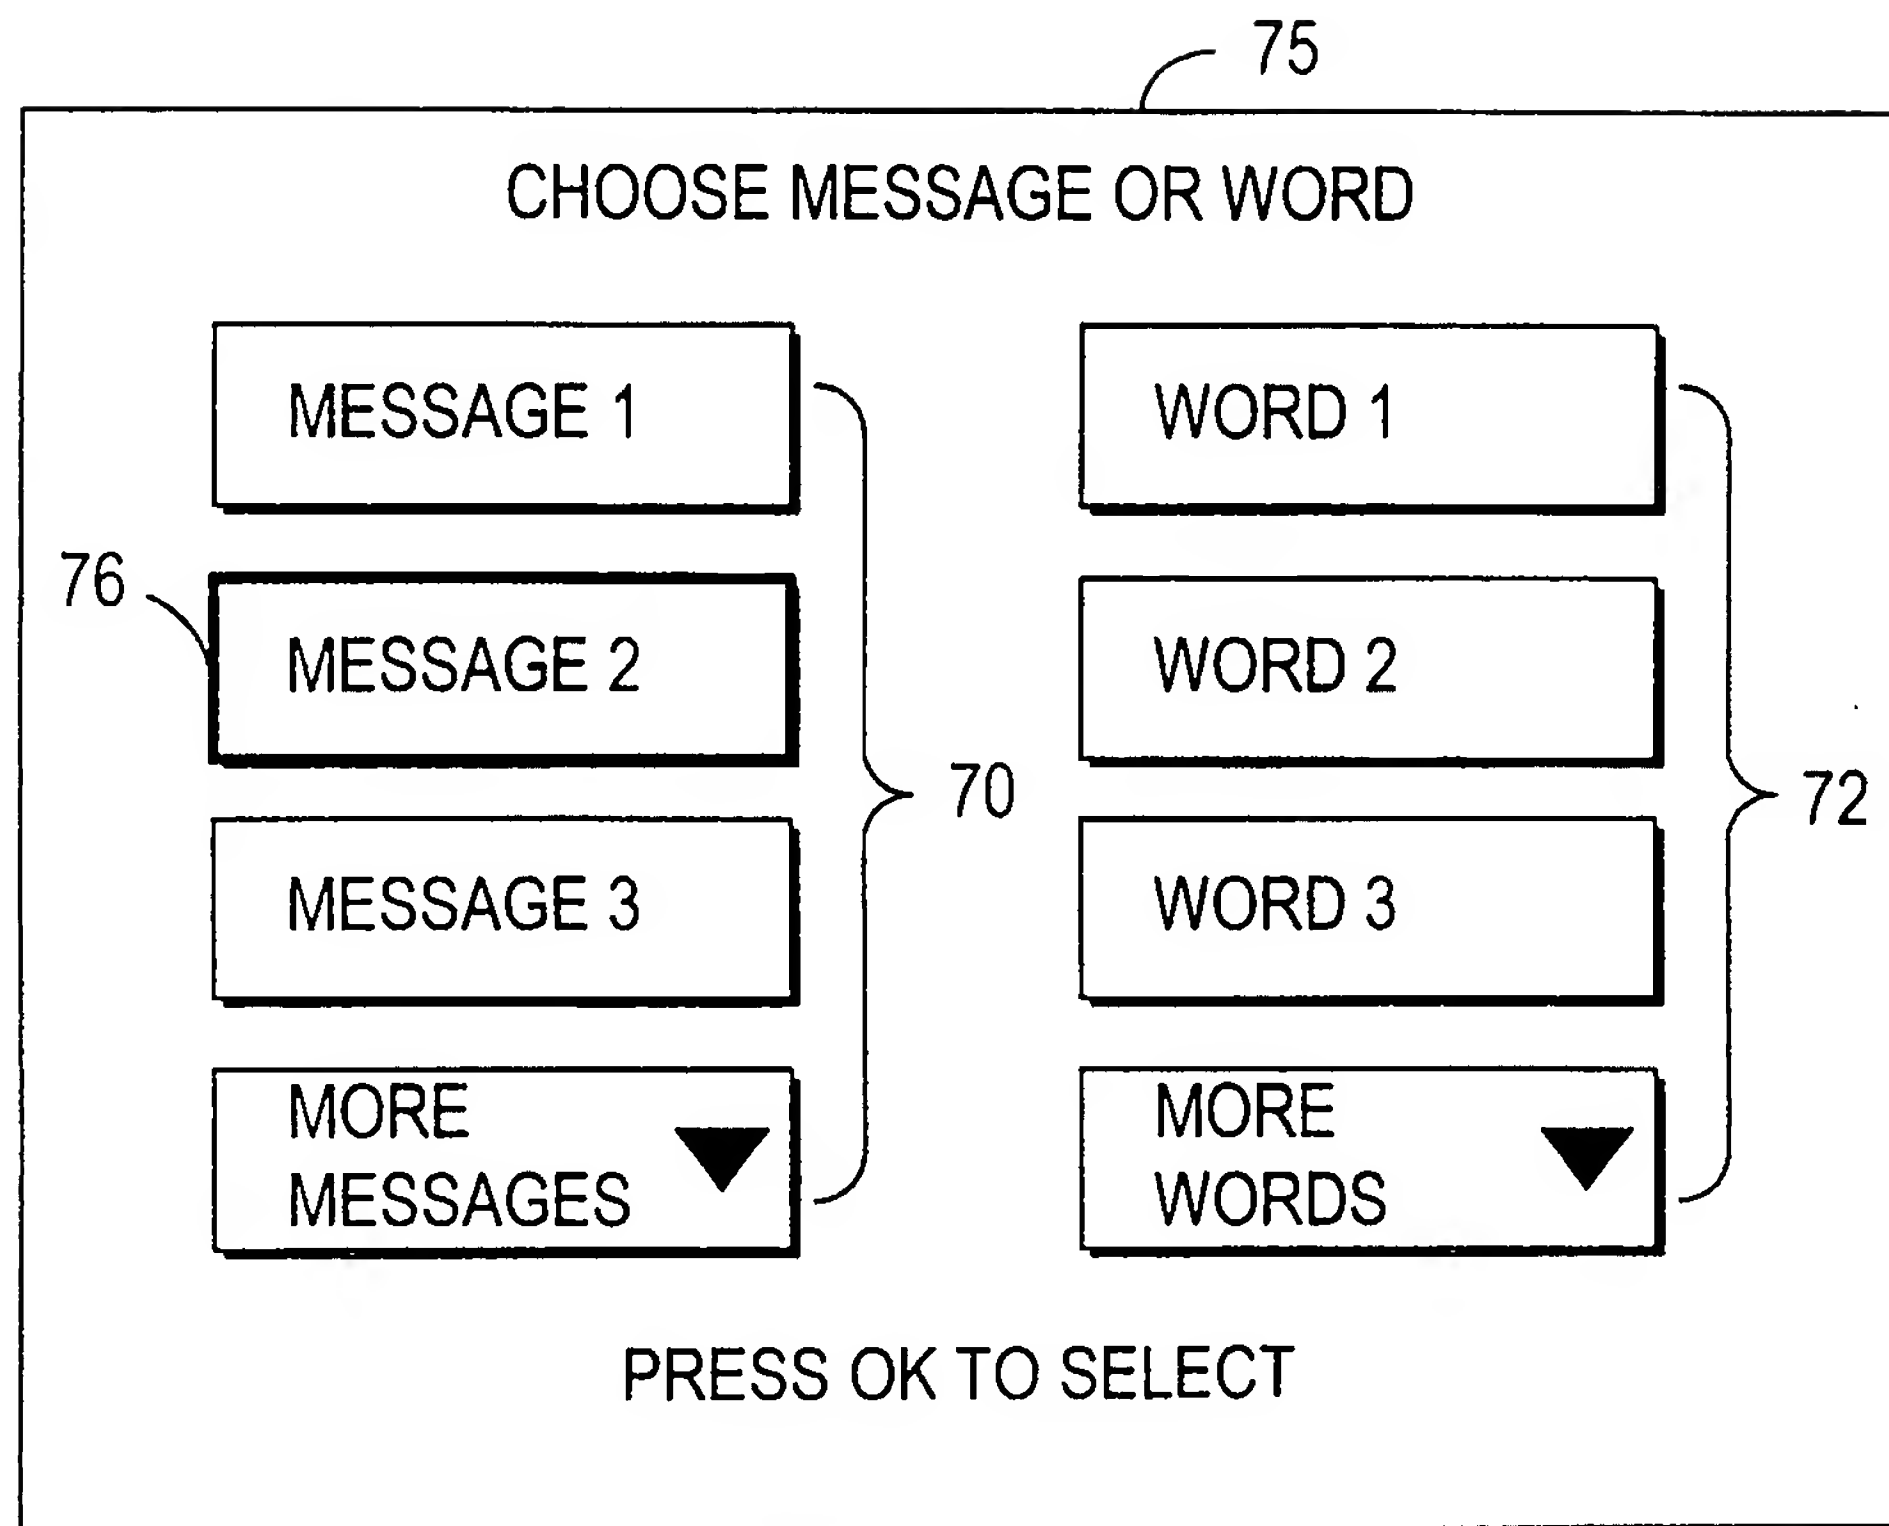 75
CHOOSE MESSAGE OR WORD
MESSAGE 1
WORD 1
76
MESSAGE 2
WORD 2
70
72
MESSAGE 3
WORD 3
MORE
MESSAGES
MORE
WORDS
PRESS OK TO SELECT